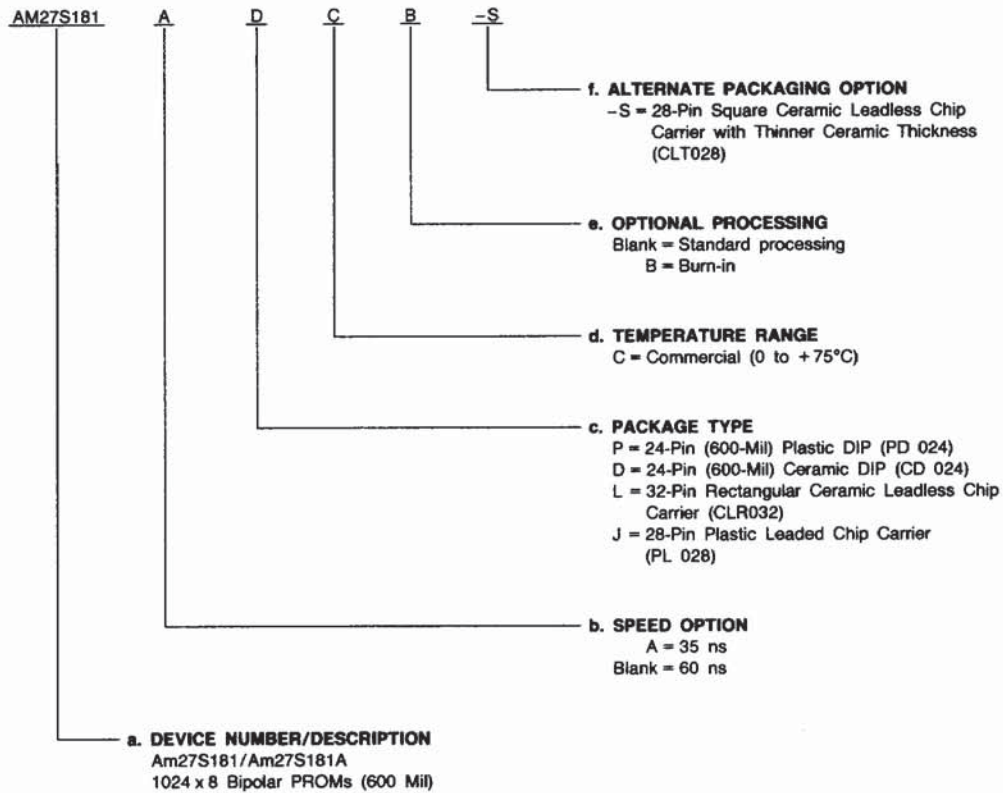 AM27S181 A D C B -S
f. ALTERNATE PACKAGING OPTION
-S = 28-Pin Square Ceramic Leadless Chip
Carrier with Thinner Ceramic Thickness
(CLT028)
e. OPTIONAL PROCESSING
Blank = Standard processing
B = Burn-in
d. TEMPERATURE RANGE
C = Commercial (0 to +75°C)
c. PACKAGE TYPE
P = 24-Pin (600-Mil) Plastic DIP (PD 024)
D = 24-Pin (600-Mil) Ceramic DIP (CD 024)
L = 32-Pin Rectangular Ceramic Leadless Chip
Carrier (CLR032)
J = 28-Pin Plastic Leaded Chip Carrier
(PL 028)
b. SPEED OPTION
A = 35 ns
Blank = 60 ns
a. DEVICE NUMBER/DESCRIPTION
Am27S181/Am27S181A
1024 x 8 Bipolar PROMs (600 Mil)